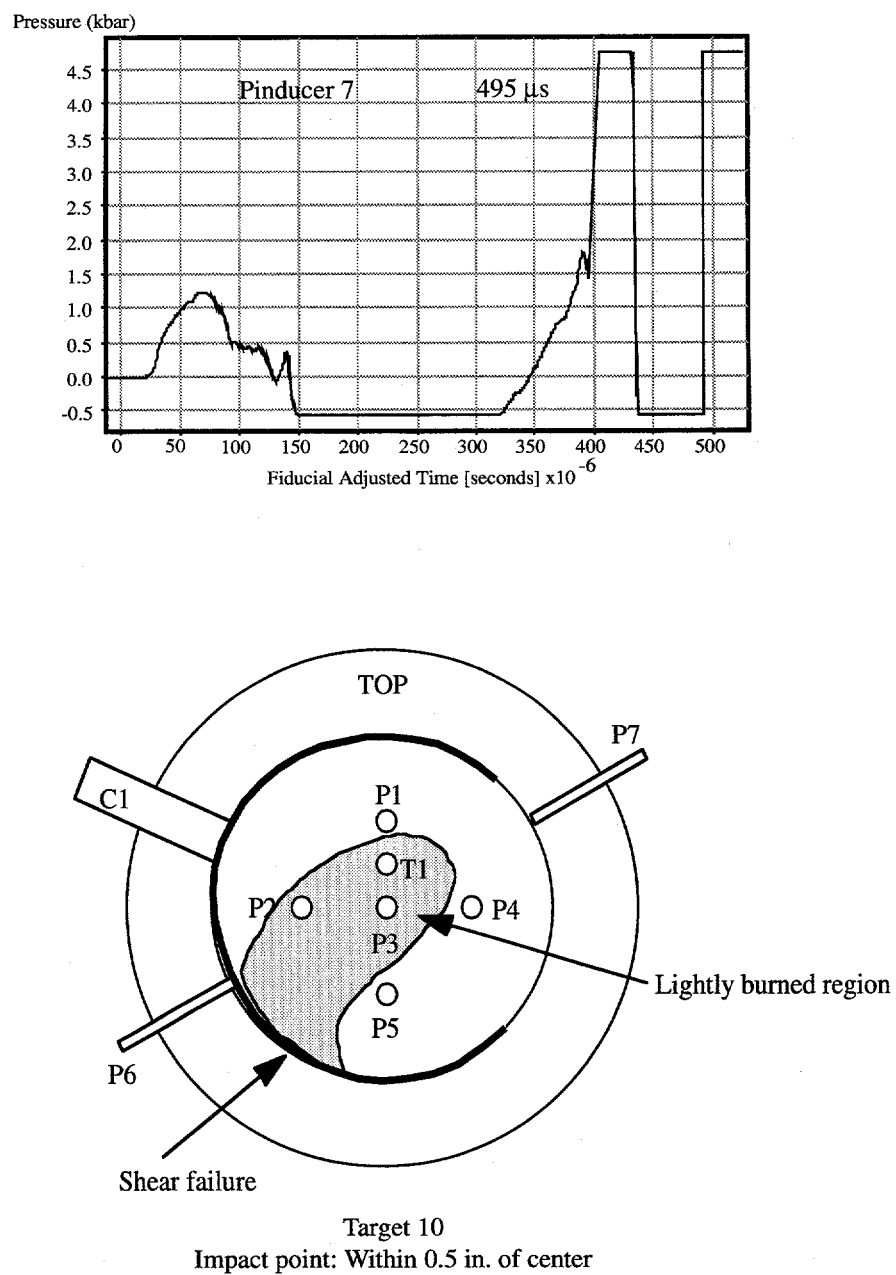 Pressure (kbar)
Pinducer 7 495 μs
4.5
4.0
3.5
3.0
2.5
2.0
1.5
1.0
0.5
0.0
-0.5
0 50 100 150 200 250 300 350 400 450 500
Fiducial Adjusted Time [seconds] x10 -6
TOP
P7
C1
P1
T1
P2
P4
P3
Lightly burned region
P5
P6
Shear failure
Target 10
Impact point: Within 0.5 in. of center